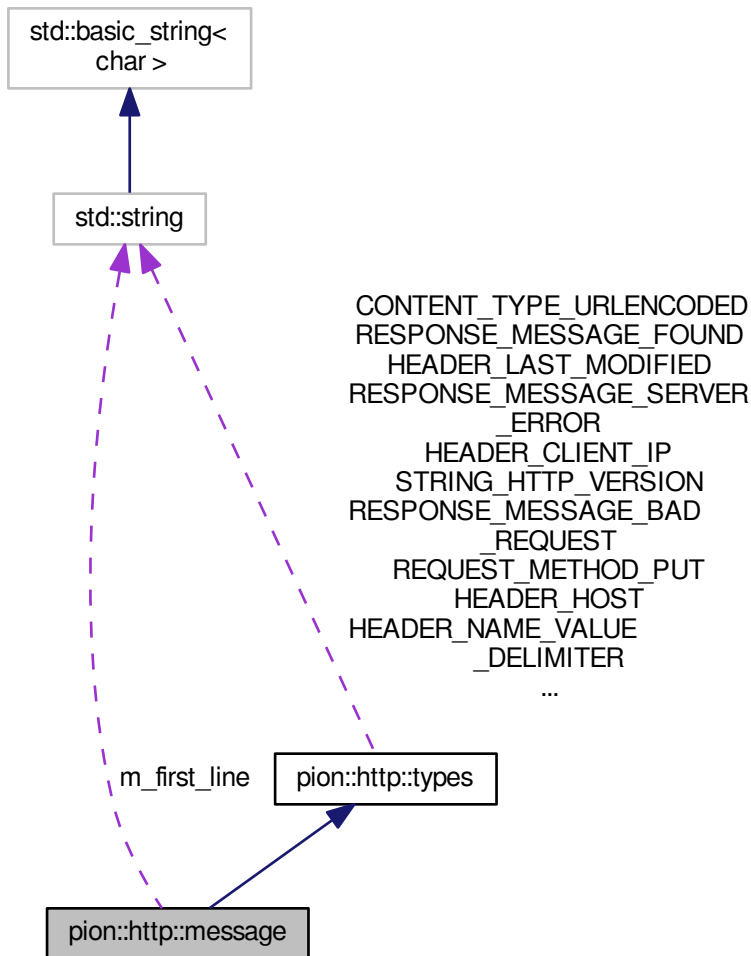 std::basic_string<
char >
std::string
CONTENT_TYPE_URLENCODED
RESPONSE_MESSAGE_FOUND
HEADER_LAST_MODIFIED
RESPONSE_MESSAGE_SERVER
_ERROR
HEADER_CLIENT_IP
STRING_HTTP_VERSION
RESPONSE_MESSAGE_BAD
_REQUEST
REQUEST_METHOD_PUT
HEADER_HOST
HEADER_NAME_VALUE
_DELIMITER
...
m_first_line
pion::http::types
pion::http::message